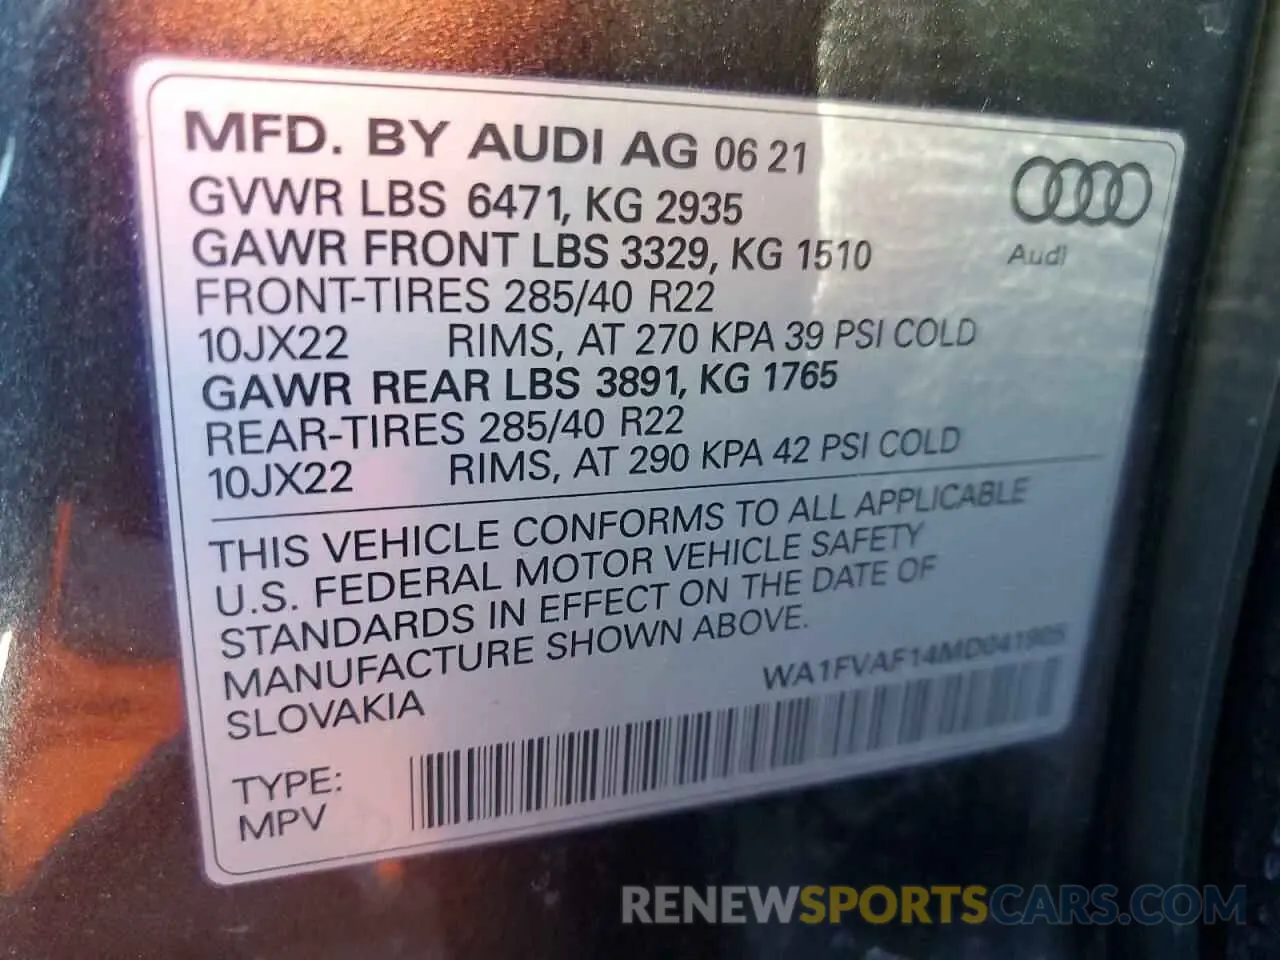 MFD. BY AUDI AG 06 21
GVWR LBS 6471, KG 2935
GAWR FRONT LBS 3329, KG 1510
FRONT-TIRES 285/40 R22
10JX22 RIMS, AT 270 KPA 39 PSI COLD
GAWR REAR LBS 3891, KG 1765
REAR-TIRES 285/40 R22
10JX22 RIMS, AT 290 KPA 42 PSI COLD
Audi
THIS VEHICLE CONFORMS TO ALL APPLICABLE
U.S. FEDERAL MOTOR VEHICLE SAFETY
STANDARDS IN EFFECT ON THE DATE OF
MANUFACTURE SHOWN ABOVE.
SLOVAKIA
WA1FVAF14MD041905
TYPE:
MPV
RENEWSPORTSCARS.COM